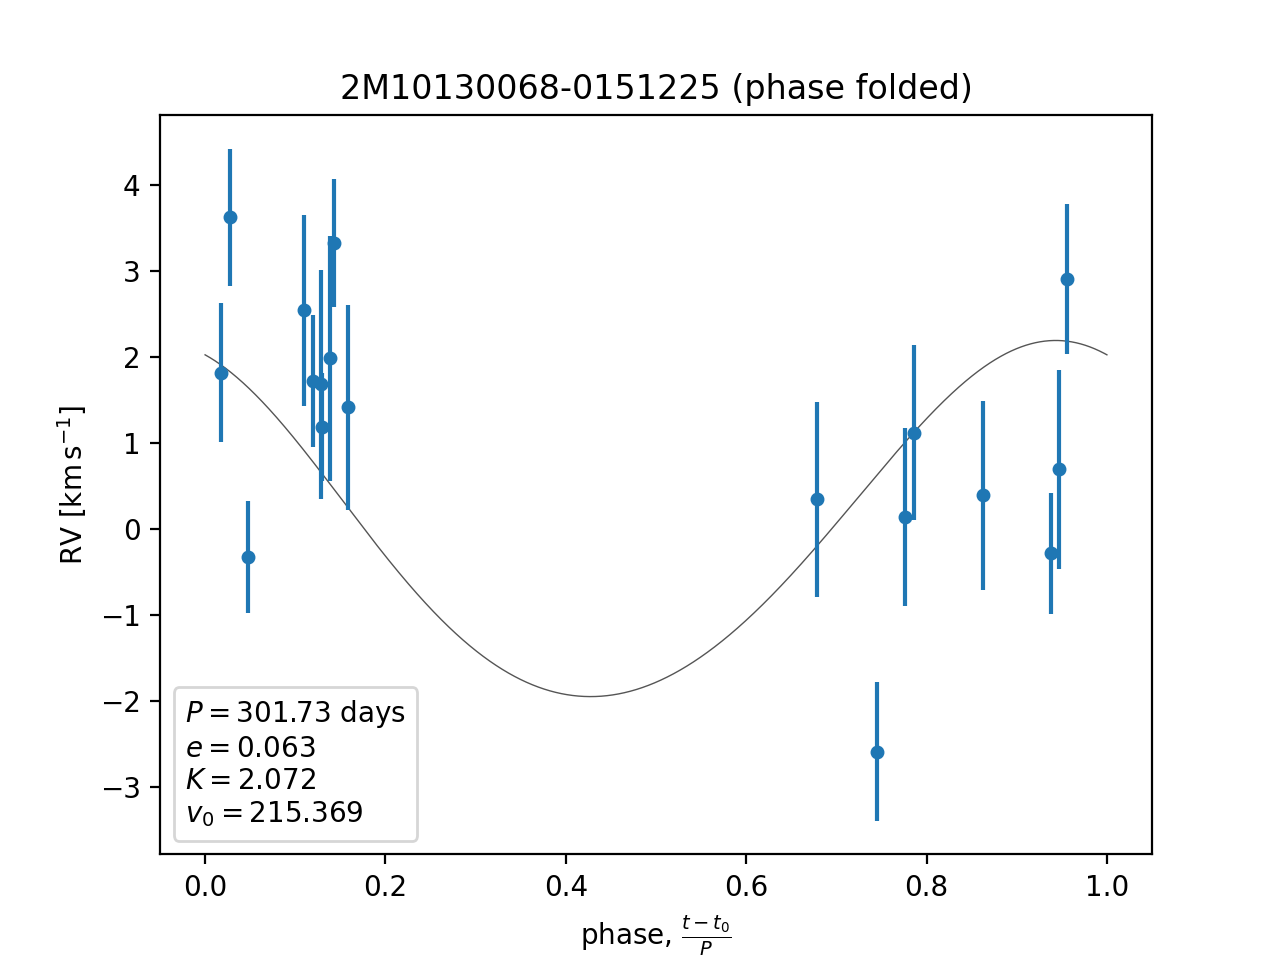 2M10130068-0151225 (phase folded)
RV [km s⁻¹]
4
3
2
1
0
−1
−2
−3
P = 301.73 days
e = 0.063
K = 2.072
v₀ = 215.369
0.0 0.2 0.4 0.6 0.8 1.0
phase, (t − t₀)/P